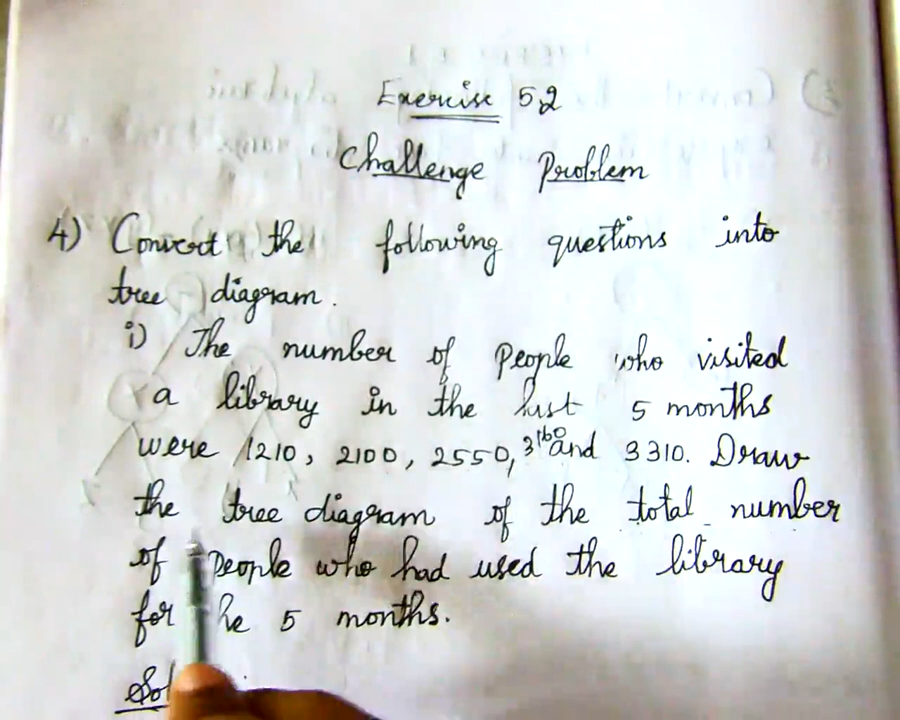 Exercise 5.2
Challenge Problem
4) Convert the following questions into
tree diagram.
i) The number of People who visited
a library in the last 5 months
were 1210, 2100, 2550, 3160 and 3310. Draw
the tree diagram of the total number
of people who had used the library
for he 5 months.
Sol